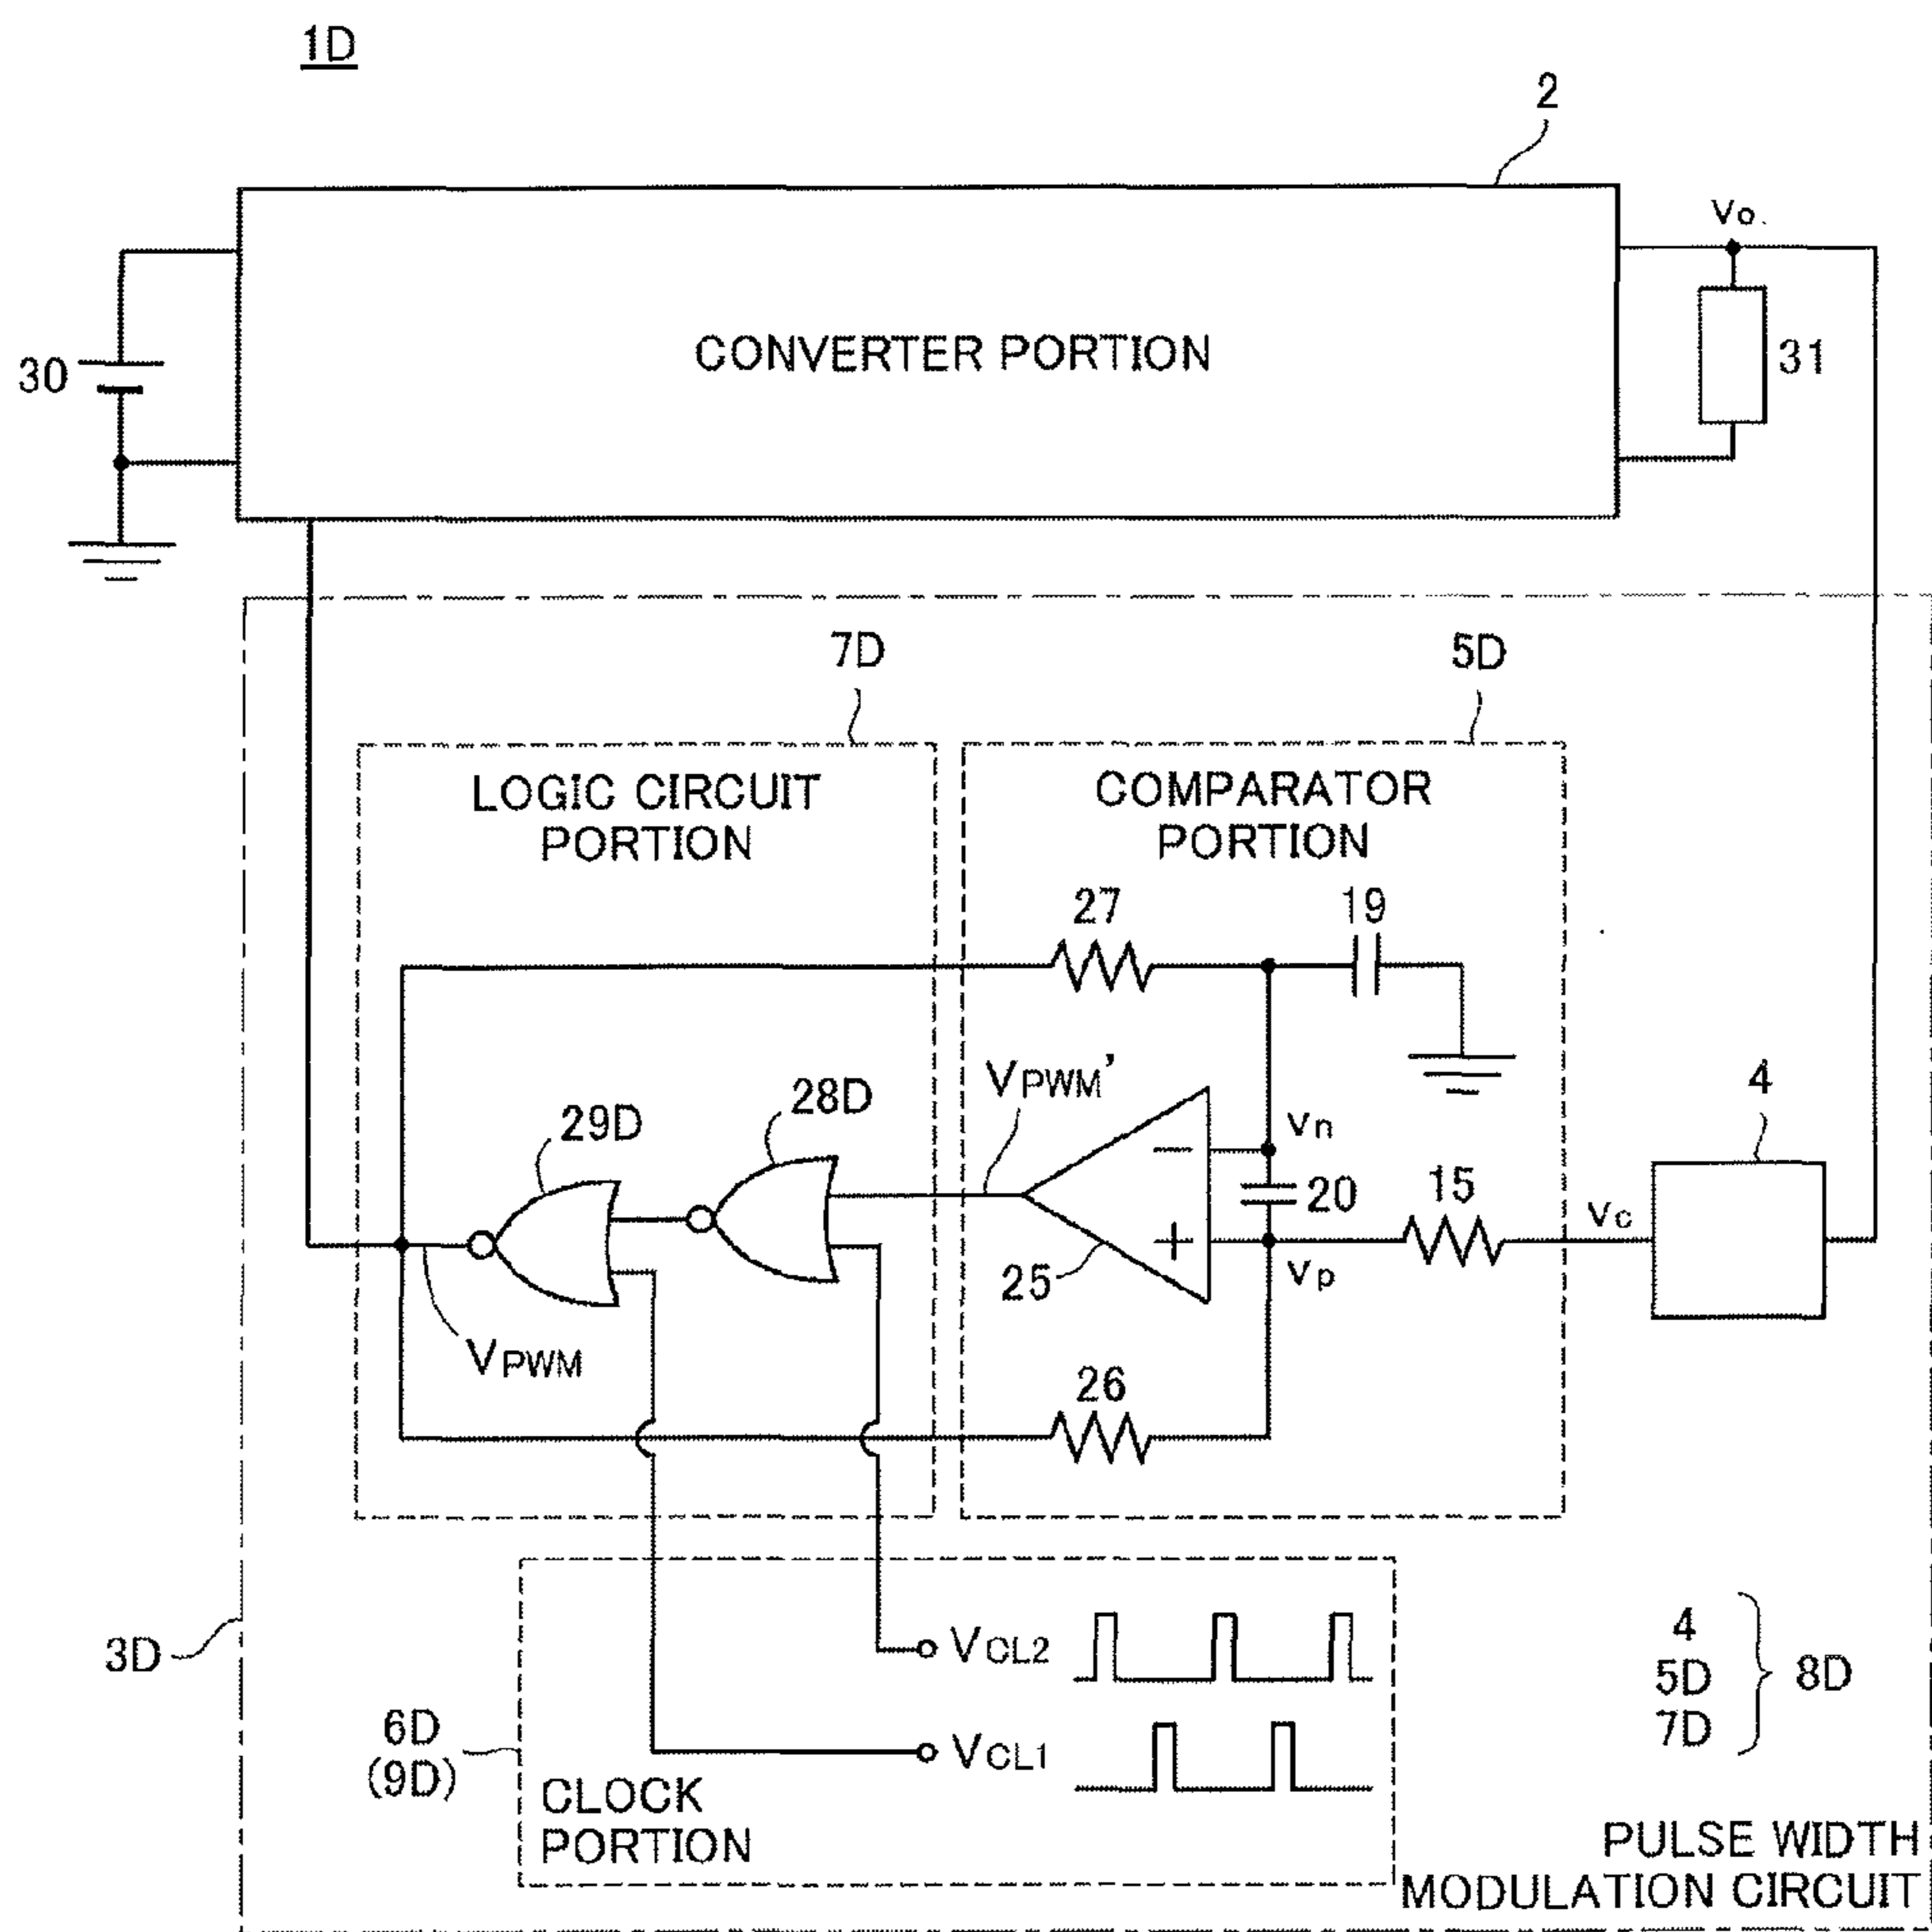 1D
2
Vo
CONVERTER PORTION
30
31
7D
5D
LOGIC CIRCUIT
PORTION
COMPARATOR
PORTION
27
19
VPWM'
28D
29D
4
Vn
20
15
Vc
25
Vp
VPWM
26
3D
VCL2
VCL1
6D
(9D)
CLOCK
PORTION
4
5D
7D
8D
PULSE WIDTH
MODULATION CIRCUIT